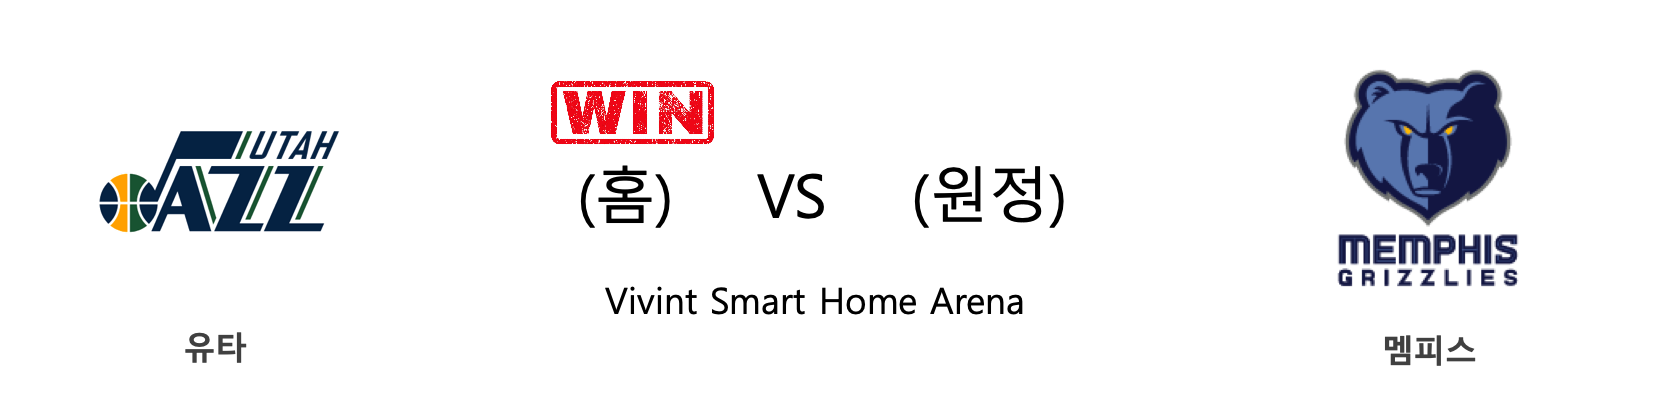 UTAH
JAZZ
유타
WIN
(홈) VS (원정)
Vivint Smart Home Arena
MEMPHIS
GRIZZLIES
멤피스